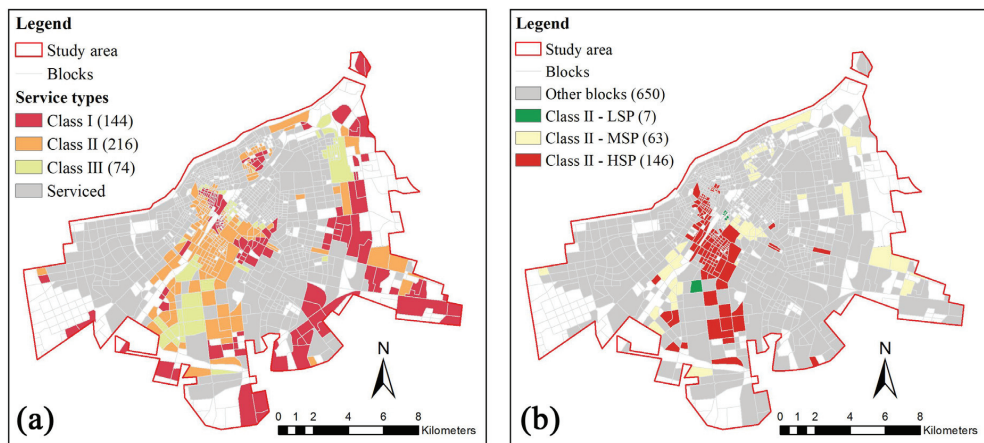 Legend
Study area
Blocks
Service types
Class I (144)
Class II (216)
Class III (74)
Serviced
N
(a)
0 1 2 4 6 8
Kilometers
Legend
Study area
Blocks
Other blocks (650)
Class II - LSP (7)
Class II - MSP (63)
Class II - HSP (146)
N
(b)
0 1 2 4 6 8
Kilometers